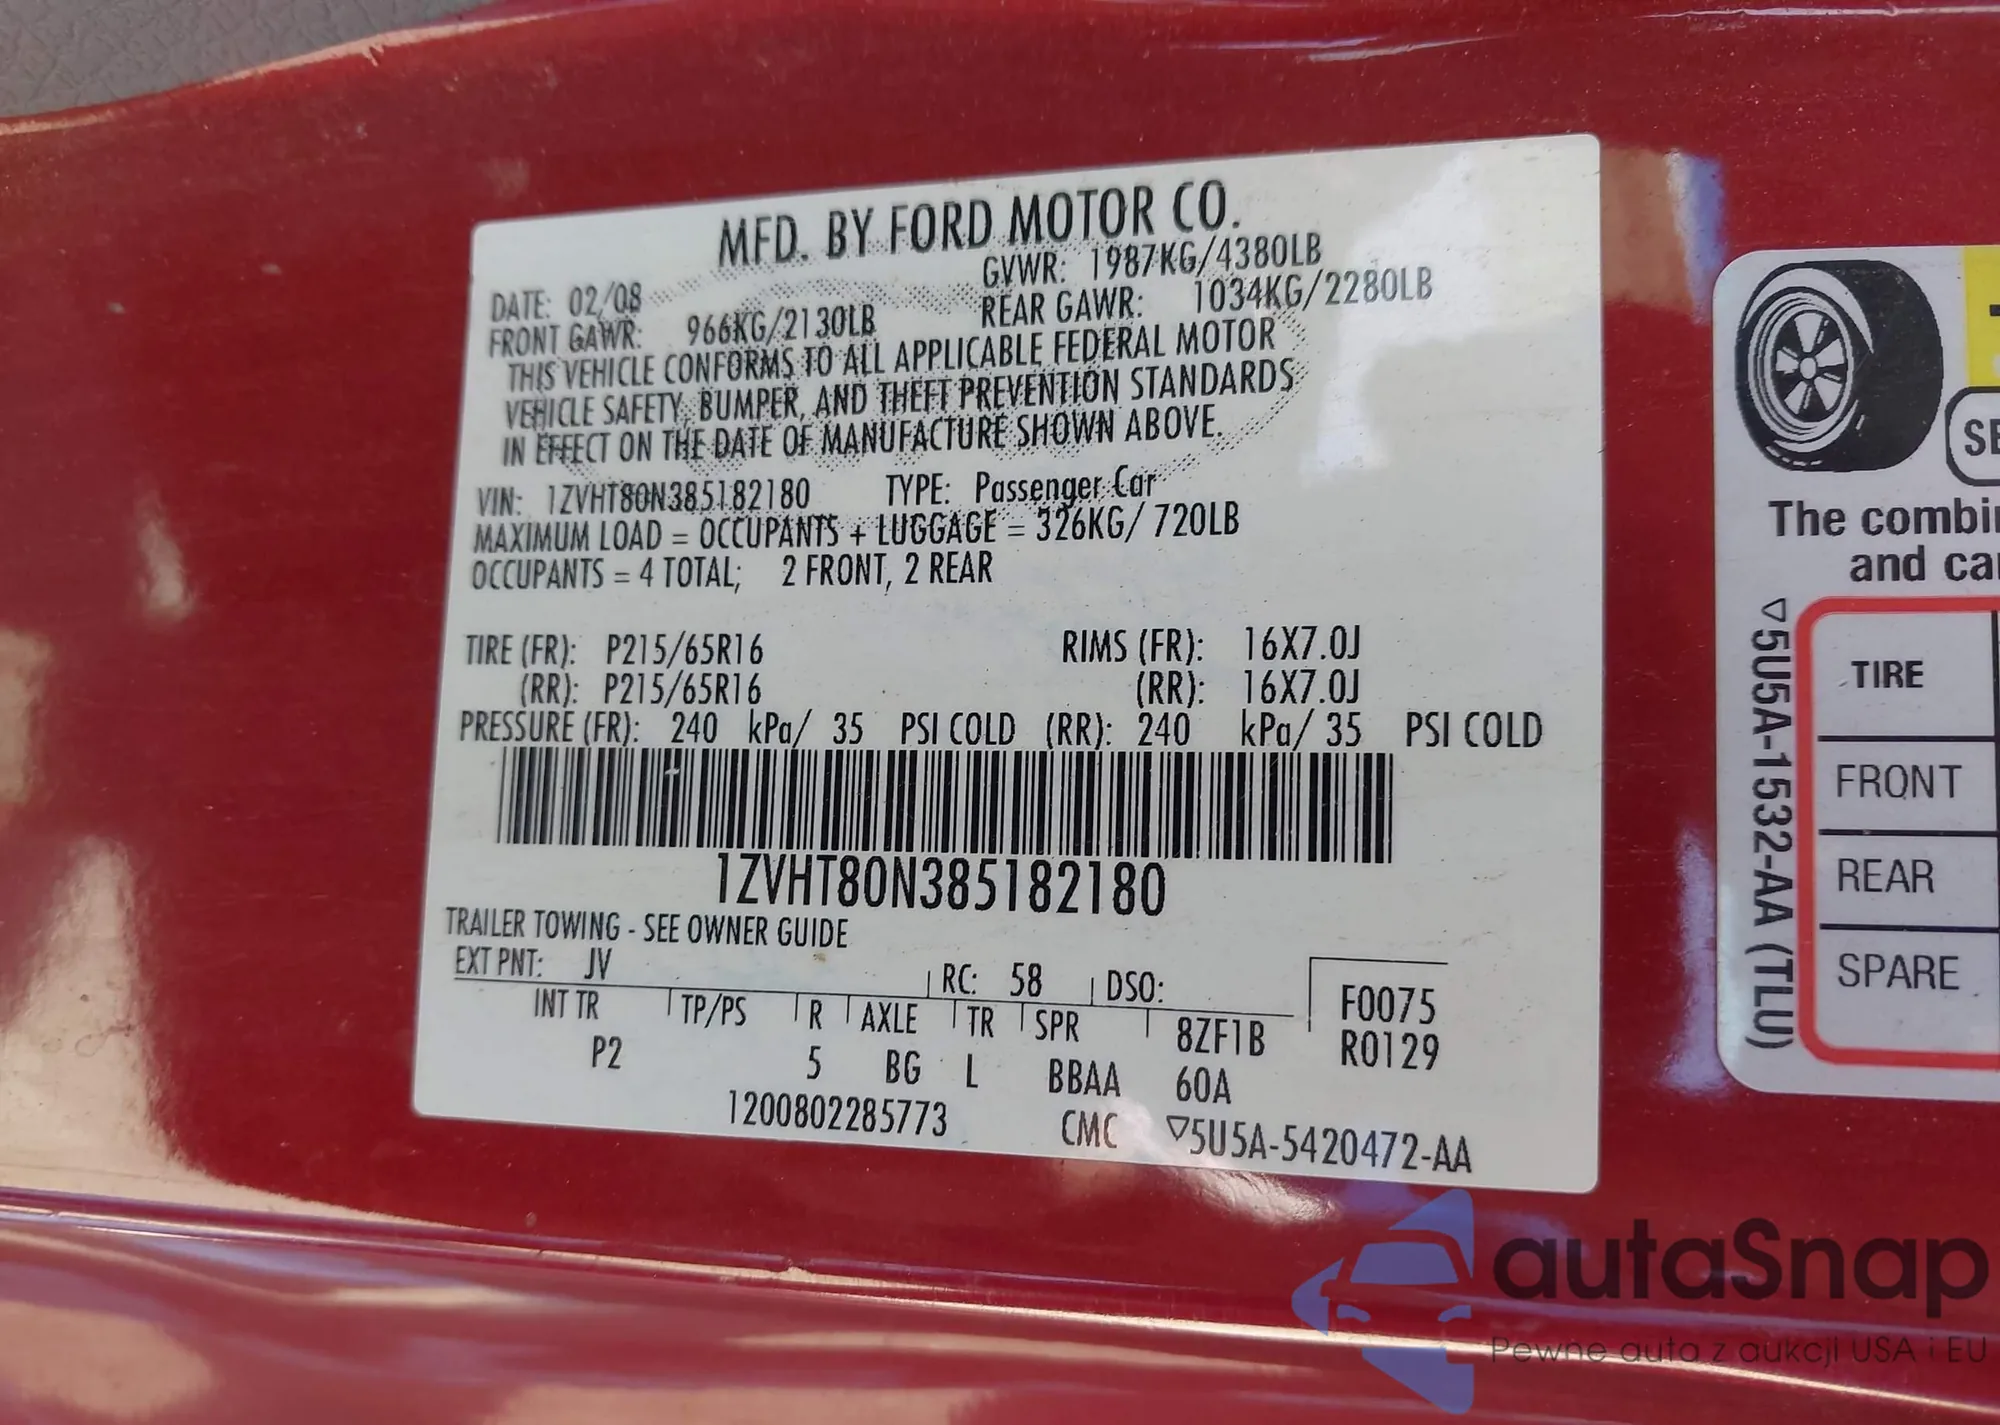 MFD. BY FORD MOTOR CO.
DATE: 02/08 GVWR: 1987KG/4380LB
FRONT GAWR: 966KG/2130LB REAR GAWR: 1034KG/2280LB
THIS VEHICLE CONFORMS TO ALL APPLICABLE FEDERAL MOTOR
VEHICLE SAFETY, BUMPER, AND THEFT PREVENTION STANDARDS
IN EFFECT ON THE DATE OF MANUFACTURE SHOWN ABOVE.
VIN: 1ZVHT80N385182180 TYPE: Passenger Car
MAXIMUM LOAD = OCCUPANTS + LUGGAGE = 326KG/ 720LB
OCCUPANTS = 4 TOTAL; 2 FRONT, 2 REAR
TIRE (FR): P215/65R16 RIMS (FR): 16X7.0J
(RR): P215/65R16 (RR): 16X7.0J
PRESSURE (FR): 240 kPa/ 35 PSI COLD (RR): 240 kPa/ 35 PSI COLD
1ZVHT80N385182180
TRAILER TOWING - SEE OWNER GUIDE
EXT PNT: JV RC: 58 DSO:
INT TR TP/PS R AXLE TR SPR 8ZF1B
P2 5 BG L BBAA 60A
F0075
R0129
1200802285773 CMC ▽5U5A-5420472-AA
The
and
▽5U5A-1532-AA (TLU)
TIRE
FRONT
REAR
SPARE
autaSnap
Pewne auta z aukcji USA i EU